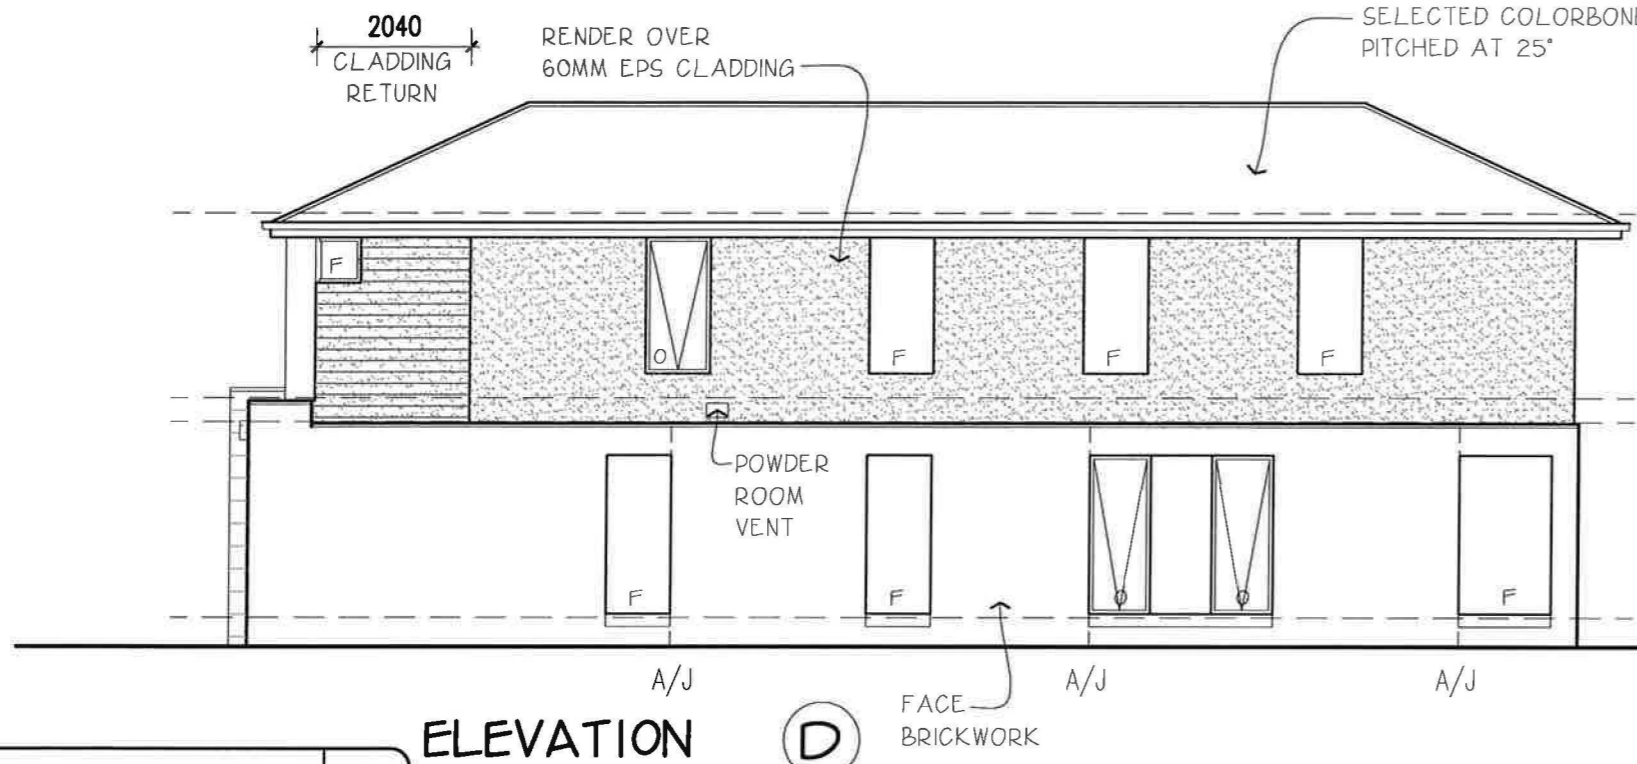 2040
CLADDING
RETURN
RENDER OVER
60MM EPS CLADDING
SELECTED COLORBOND
PITCHED AT 25°
F
O
F
F
F
POWDER
ROOM
VENT
F
F
O
O
F
A/J
A/J
A/J
FACE
BRICKWORK
ELEVATION D